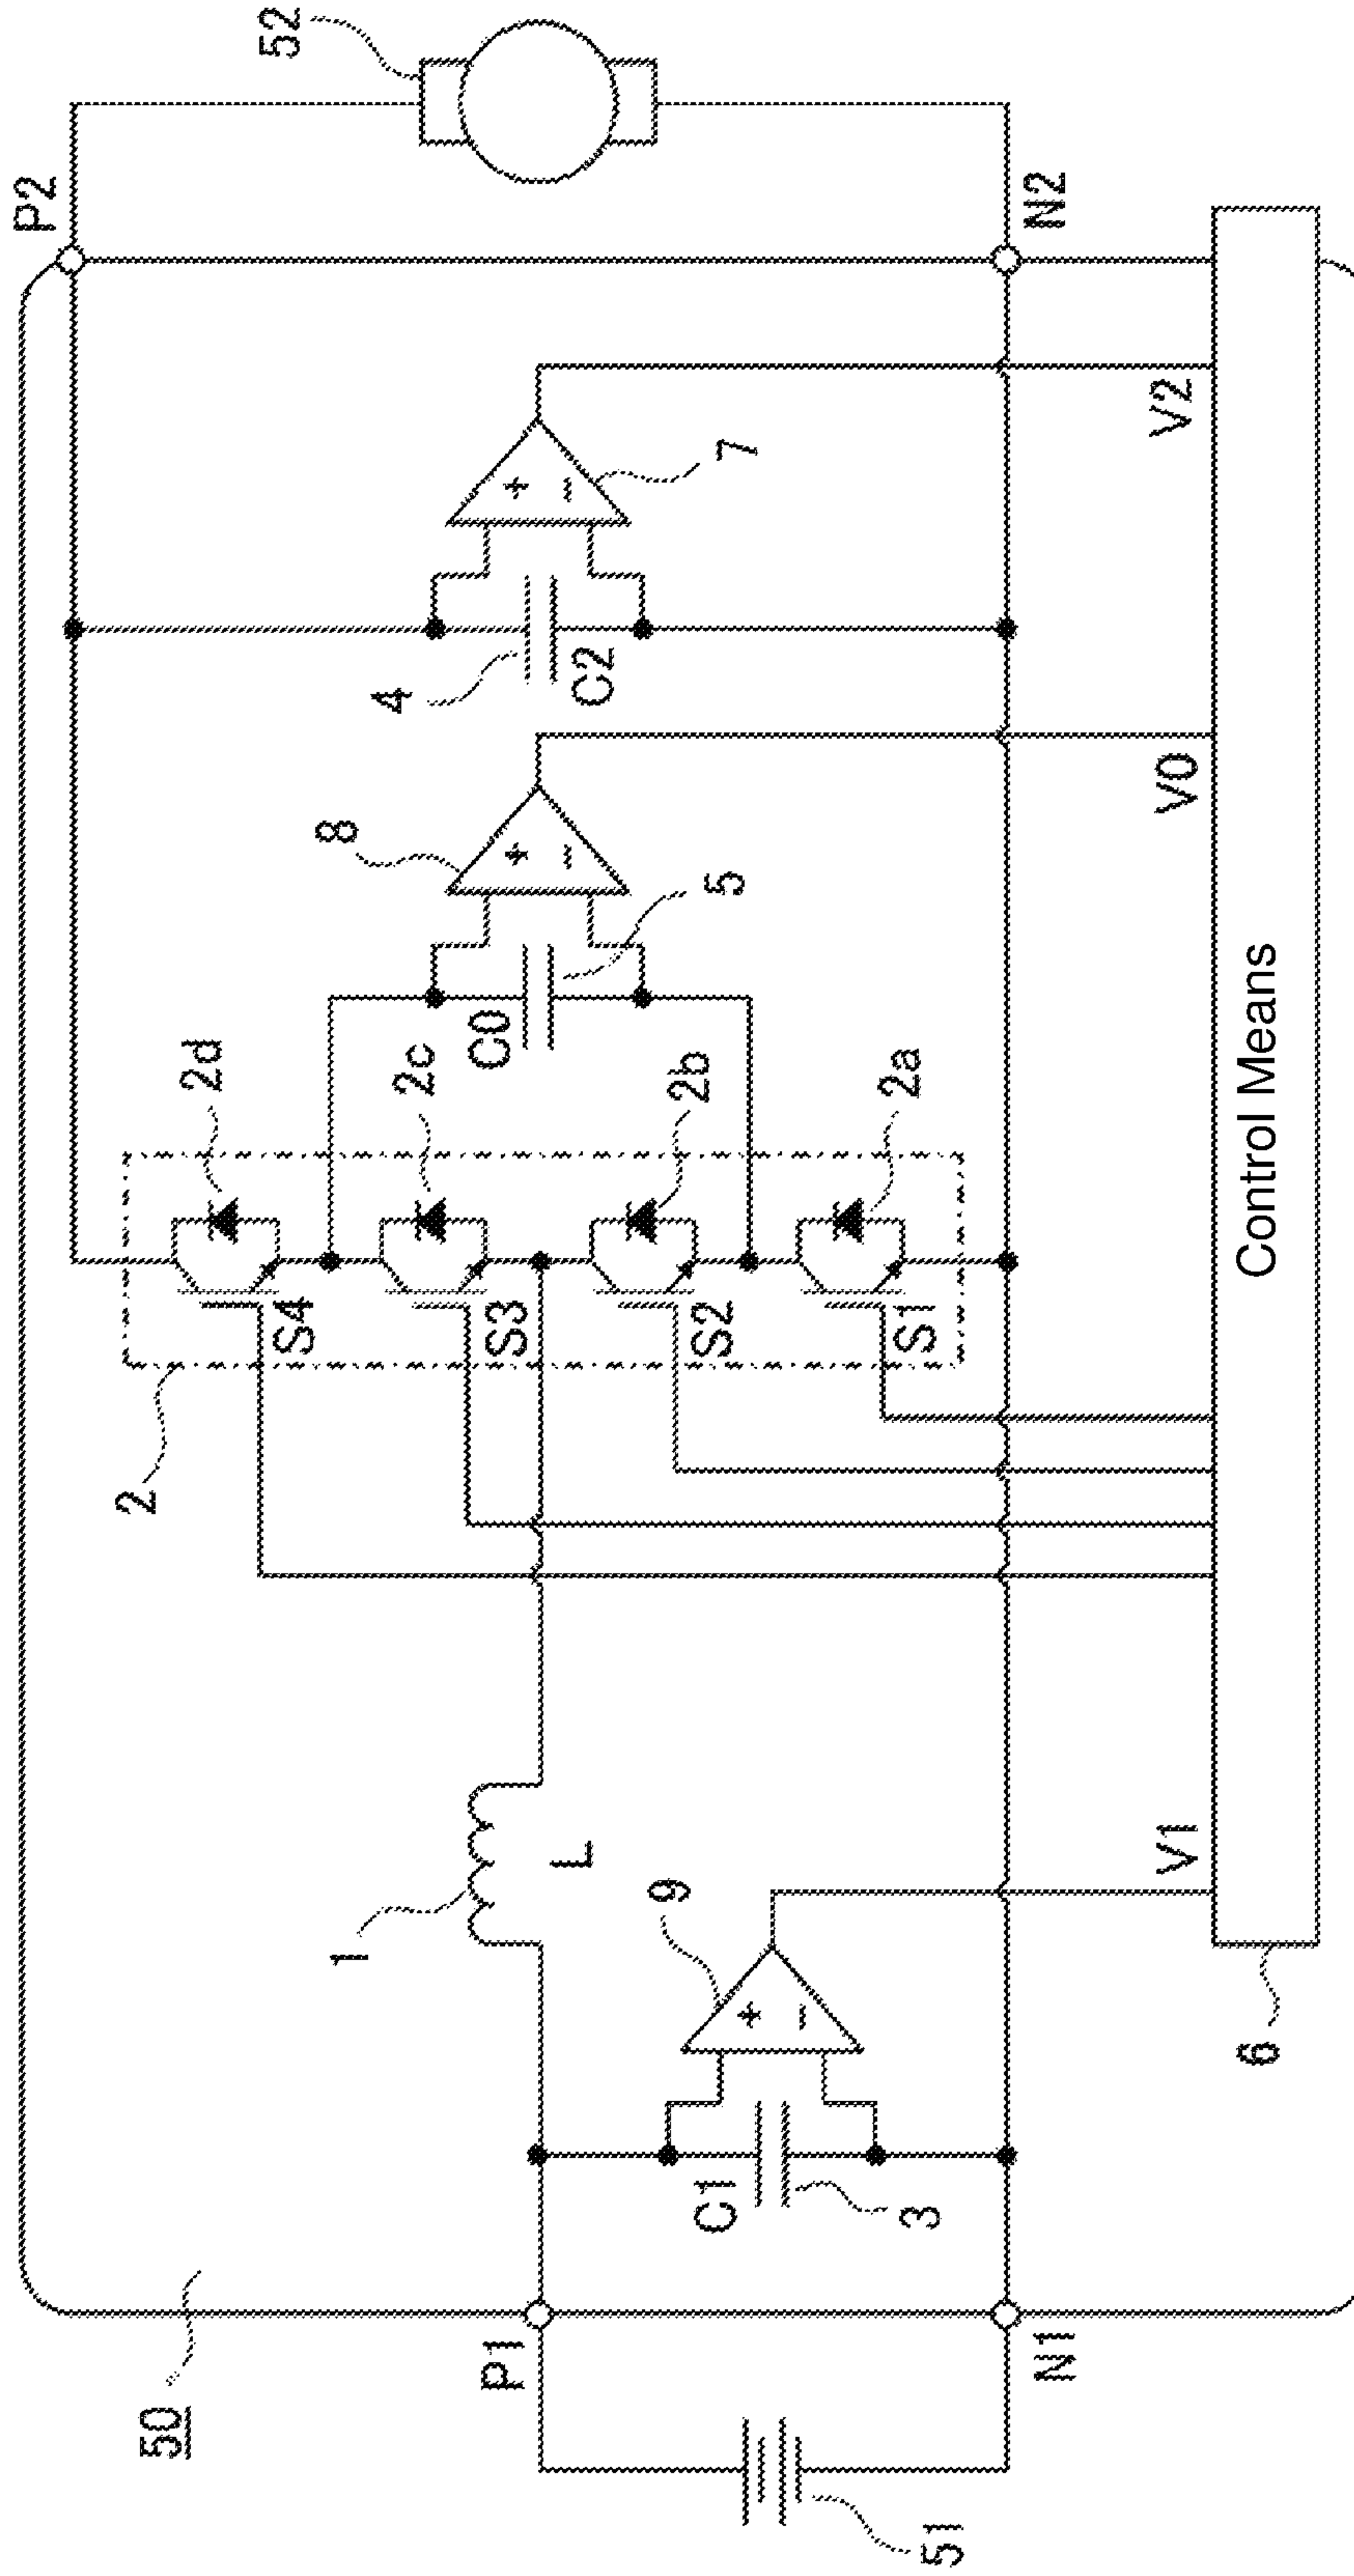 50
51
P1
N1
C1
3
9
V1
1
L
2
S4
S3
S2
S1
2d
2c
2b
2a
C0
5
8
+
−
V0
4
C2
7
+
−
V2
P2
N2
52
+
−
Control Means
6